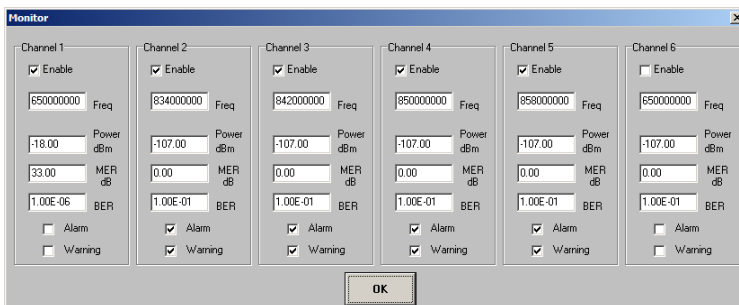 Monitor
Channel 1
Enable
650000000 Freq
-18.00 Power dBm
33.00 MER dB
1.00E-06 BER
Alarm
Warning
Channel 2
Enable
834000000 Freq
-107.00 Power dBm
0.00 MER dB
1.00E-01 BER
Alarm
Warning
Channel 3
Enable
842000000 Freq
-107.00 Power dBm
0.00 MER dB
1.00E-01 BER
Alarm
Warning
Channel 4
Enable
850000000 Freq
-107.00 Power dBm
0.00 MER dB
1.00E-01 BER
Alarm
Warning
Channel 5
Enable
858000000 Freq
-107.00 Power dBm
0.00 MER dB
1.00E-01 BER
Alarm
Warning
Channel 6
Enable
650000000 Freq
-107.00 Power dBm
0.00 MER dB
1.00E-01 BER
Alarm
Warning
OK